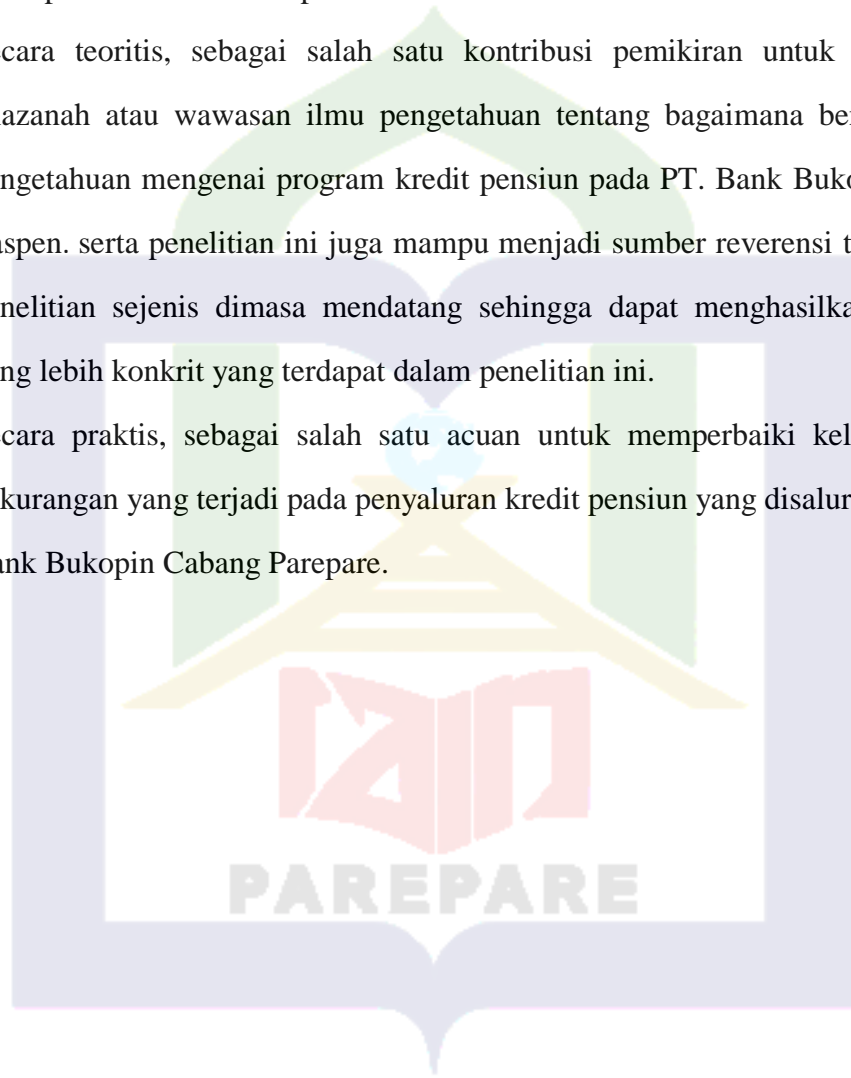 cara teoritis, sebagai salah satu kontribusi pemikiran untuk
azanah atau wawasan ilmu pengetahuan tentang bagaimana ber
ngetahuan mengenai program kredit pensiun pada PT. Bank Buko
aspen. serta penelitian ini juga mampu menjadi sumber reverensi t
nelitian sejenis dimasa mendatang sehingga dapat menghasilka
ng lebih konkrit yang terdapat dalam penelitian ini.
cara praktis, sebagai salah satu acuan untuk memperbaiki kel
kurangan yang terjadi pada penyaluran kredit pensiun yang disalur
ank Bukopin Cabang Parepare.
iain
PAREPARE